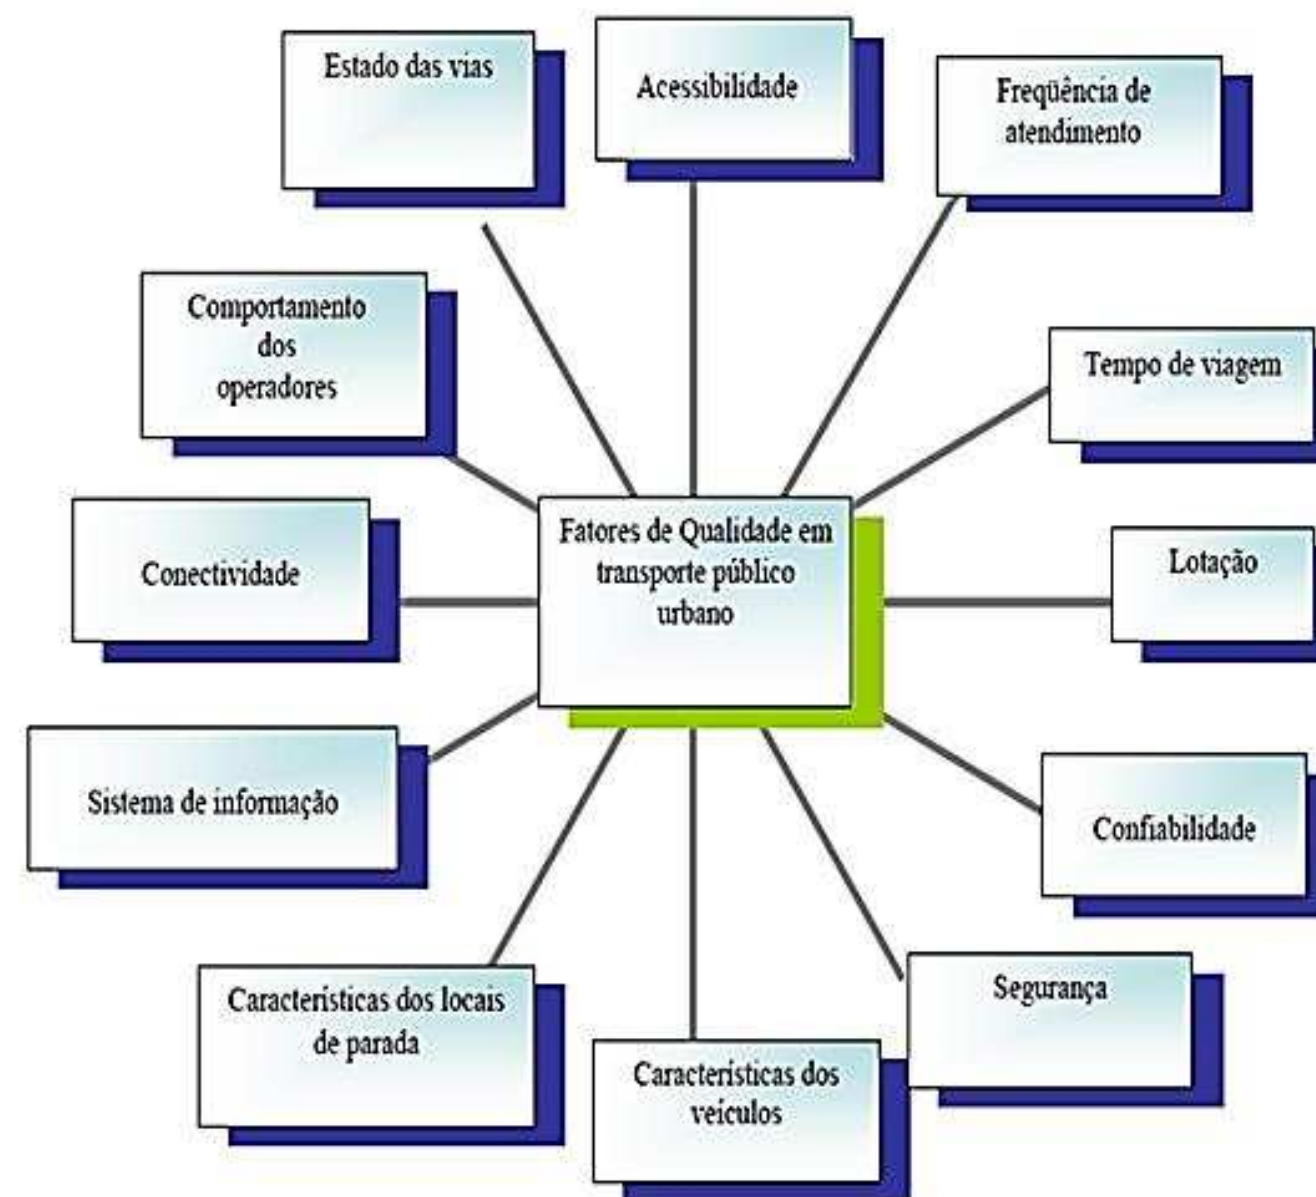 Estado das vias
Acessibilidade
Freqüência de
atendimento
Comportamento
dos
operadores
Tempo de viagem
Conectividade
Fatores de Qualidade em
transporte público
urbano
Lotação
Sistema de informação
Confiabilidade
Características dos locais
de parada
Características dos
veículos
Segurança